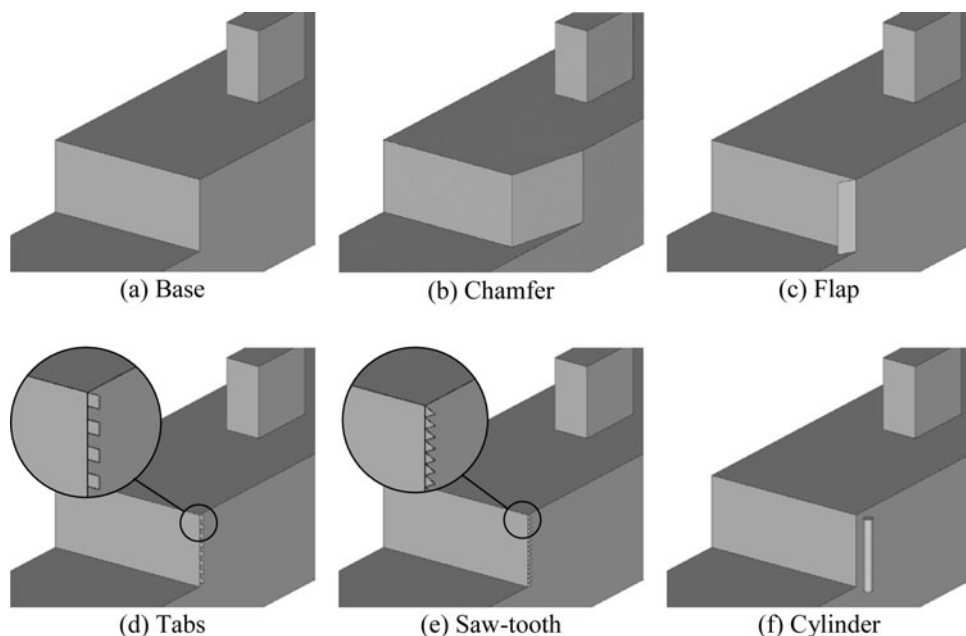 (a) Base
(b) Chamfer
(c) Flap
(d) Tabs
(e) Saw-tooth
(f) Cylinder